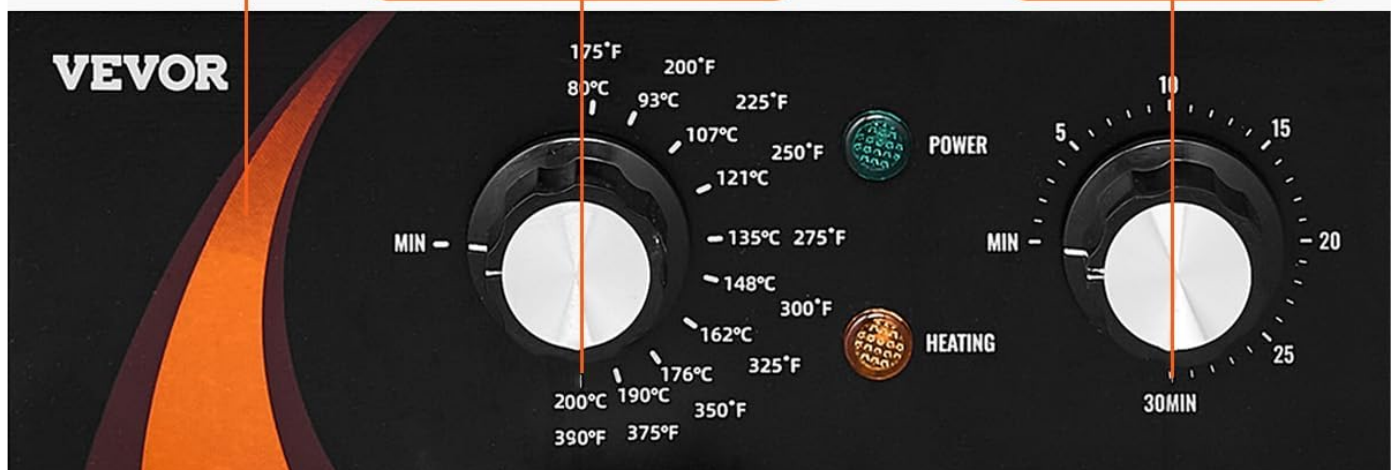 VEVOR
175°F
80°C
200°F
93°C
225°F
107°C
250°F
121°C
MIN
135°C 275°F
148°C
300°F
162°C
325°F
176°C
350°F
190°C
375°F
200°C
390°F
POWER
HEATING
MIN
5
10
15
20
25
30MIN